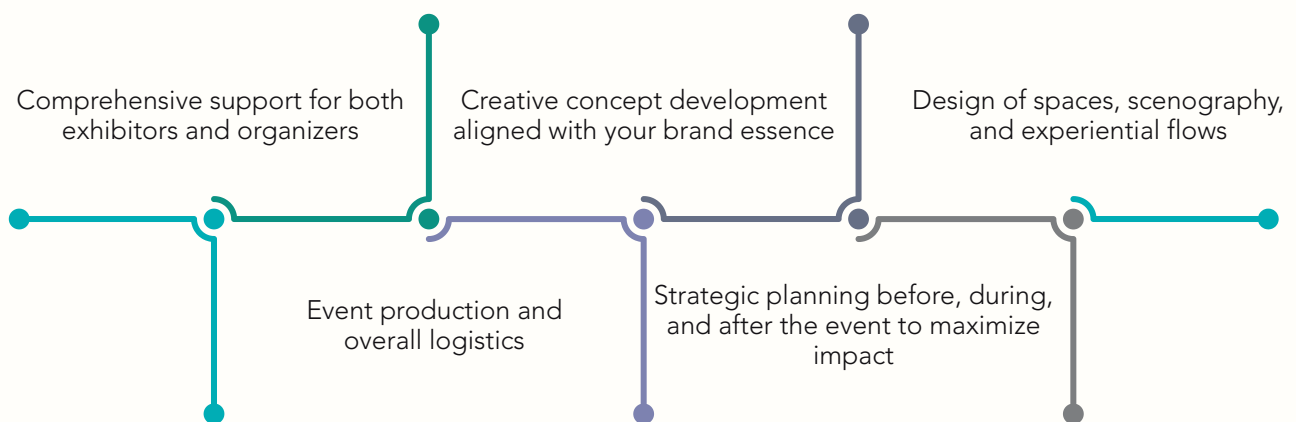 Comprehensive support for both
exhibitors and organizers
Creative concept development
aligned with your brand essence
Design of spaces, scenography,
and experiential flows
Event production and
overall logistics
Strategic planning before, during,
and after the event to maximize
impact